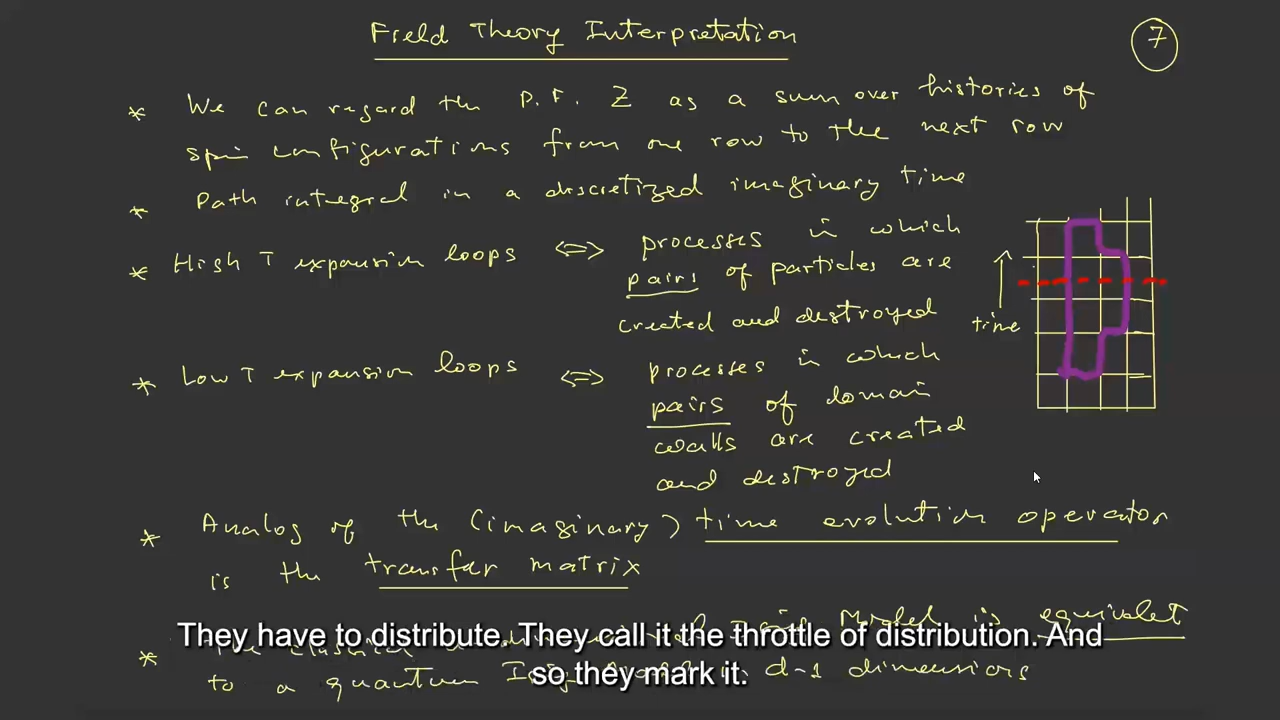 Field Theory Interpretation
7
* We can regard the P. F. Z as a sum over histories of
spin configurations from one row to the next row
* Path integral in a discretized imaginary time
* High T expansion loops ⇔ processes in which
pairs of particles are
created and destroyed
time
* Low T expansion loops ⇔ processes in which
pairs of domain
walls are created
and destroyed
* Analog of the (imaginary) time evolution operator
is the transfer matrix
* The classical Ising Model is equivalet
to a quantum d-1 dimensions
They have to distribute. They call it the throttle of distribution. And
so they mark it.